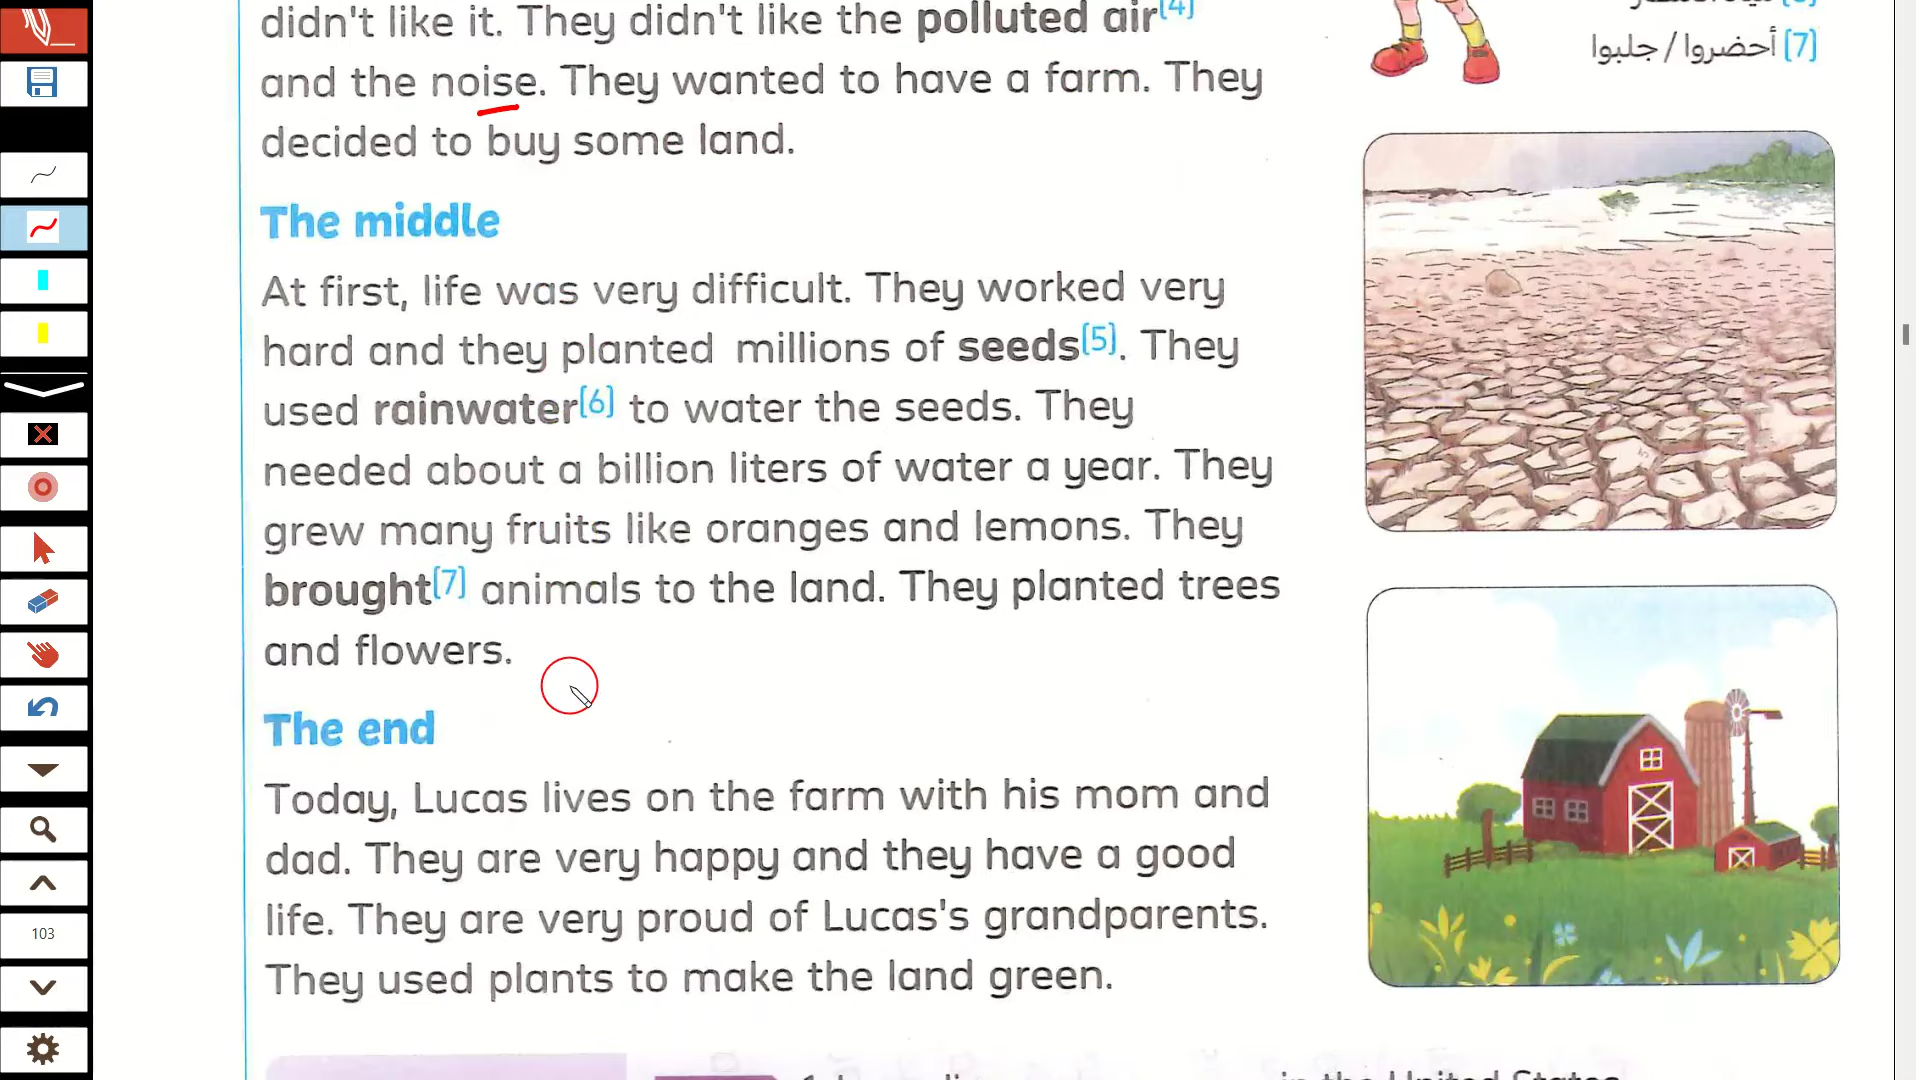 didn't like it. They didn't like the polluted air[4]
and the noise. They wanted to have a farm. They
decided to buy some land.
[7] أحضروا / جلبوا
The middle
At first, life was very difficult. They worked very
hard and they planted millions of seeds[5]. They
used rainwater[6] to water the seeds. They
needed about a billion liters of water a year. They
grew many fruits like oranges and lemons. They
brought[7] animals to the land. They planted trees
and flowers.
The end
Today, Lucas lives on the farm with his mom and
dad. They are very happy and they have a good
life. They are very proud of Lucas's grandparents.
They used plants to make the land green.
103
in the United States